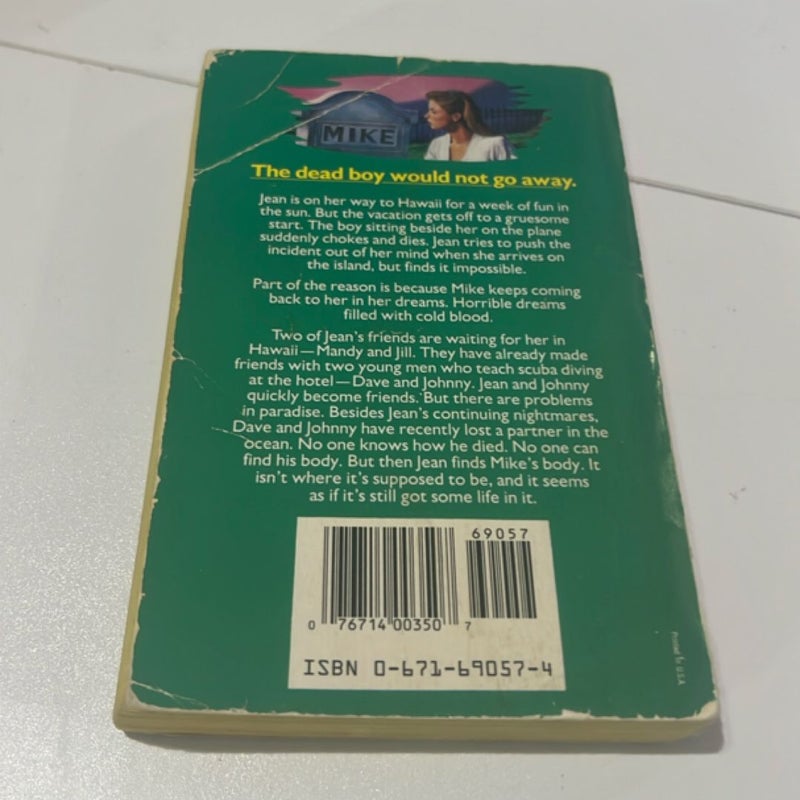 MIKE
The dead boy would not go away.
Jean is on her way to Hawaii for a week of fun in
the sun. But the vacation gets off to a gruesome
start. The boy sitting beside her on the plane
suddenly chokes and dies. Jean tries to push the
incident out of her mind when she arrives on
the island, but finds it impossible.
Part of the reason is because Mike keeps coming
back to her in her dreams. Horrible dreams
filled with cold blood.
Two of Jean's friends are waiting for her in
Hawaii—Mandy and Jill. They have already made
friends with two young men who teach scuba diving
at the hotel—Dave and Johnny. Jean and Johnny
quickly become friends. But there are problems
in paradise. Besides Jean's continuing nightmares,
Dave and Johnny have recently lost a partner in the
ocean. No one knows how he died. No one can
find his body. But then Jean finds Mike's body. It
isn't where it's supposed to be, and it seems
as if it's still got some life in it.
69057
0 76714 00350 7
ISBN 0-671-69057-4
Printed in U.S.A.